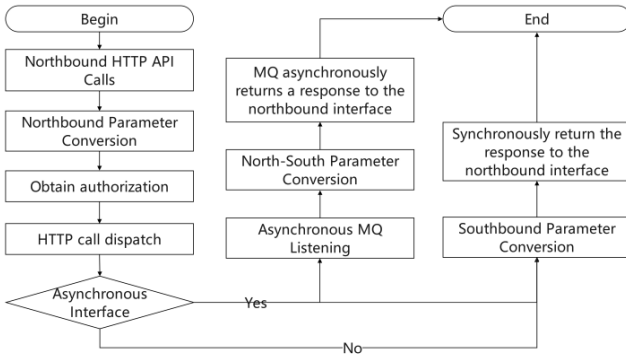 Begin
Northbound HTTP API
Calls
Northbound Parameter
Conversion
Obtain authorization
HTTP call dispatch
Asynchronous
Interface
Yes
No
MQ asynchronously
returns a response to the
northbound interface
North-South Parameter
Conversion
Asynchronous MQ
Listening
End
Synchronously return the
response to the
northbound interface
Southbound Parameter
Conversion